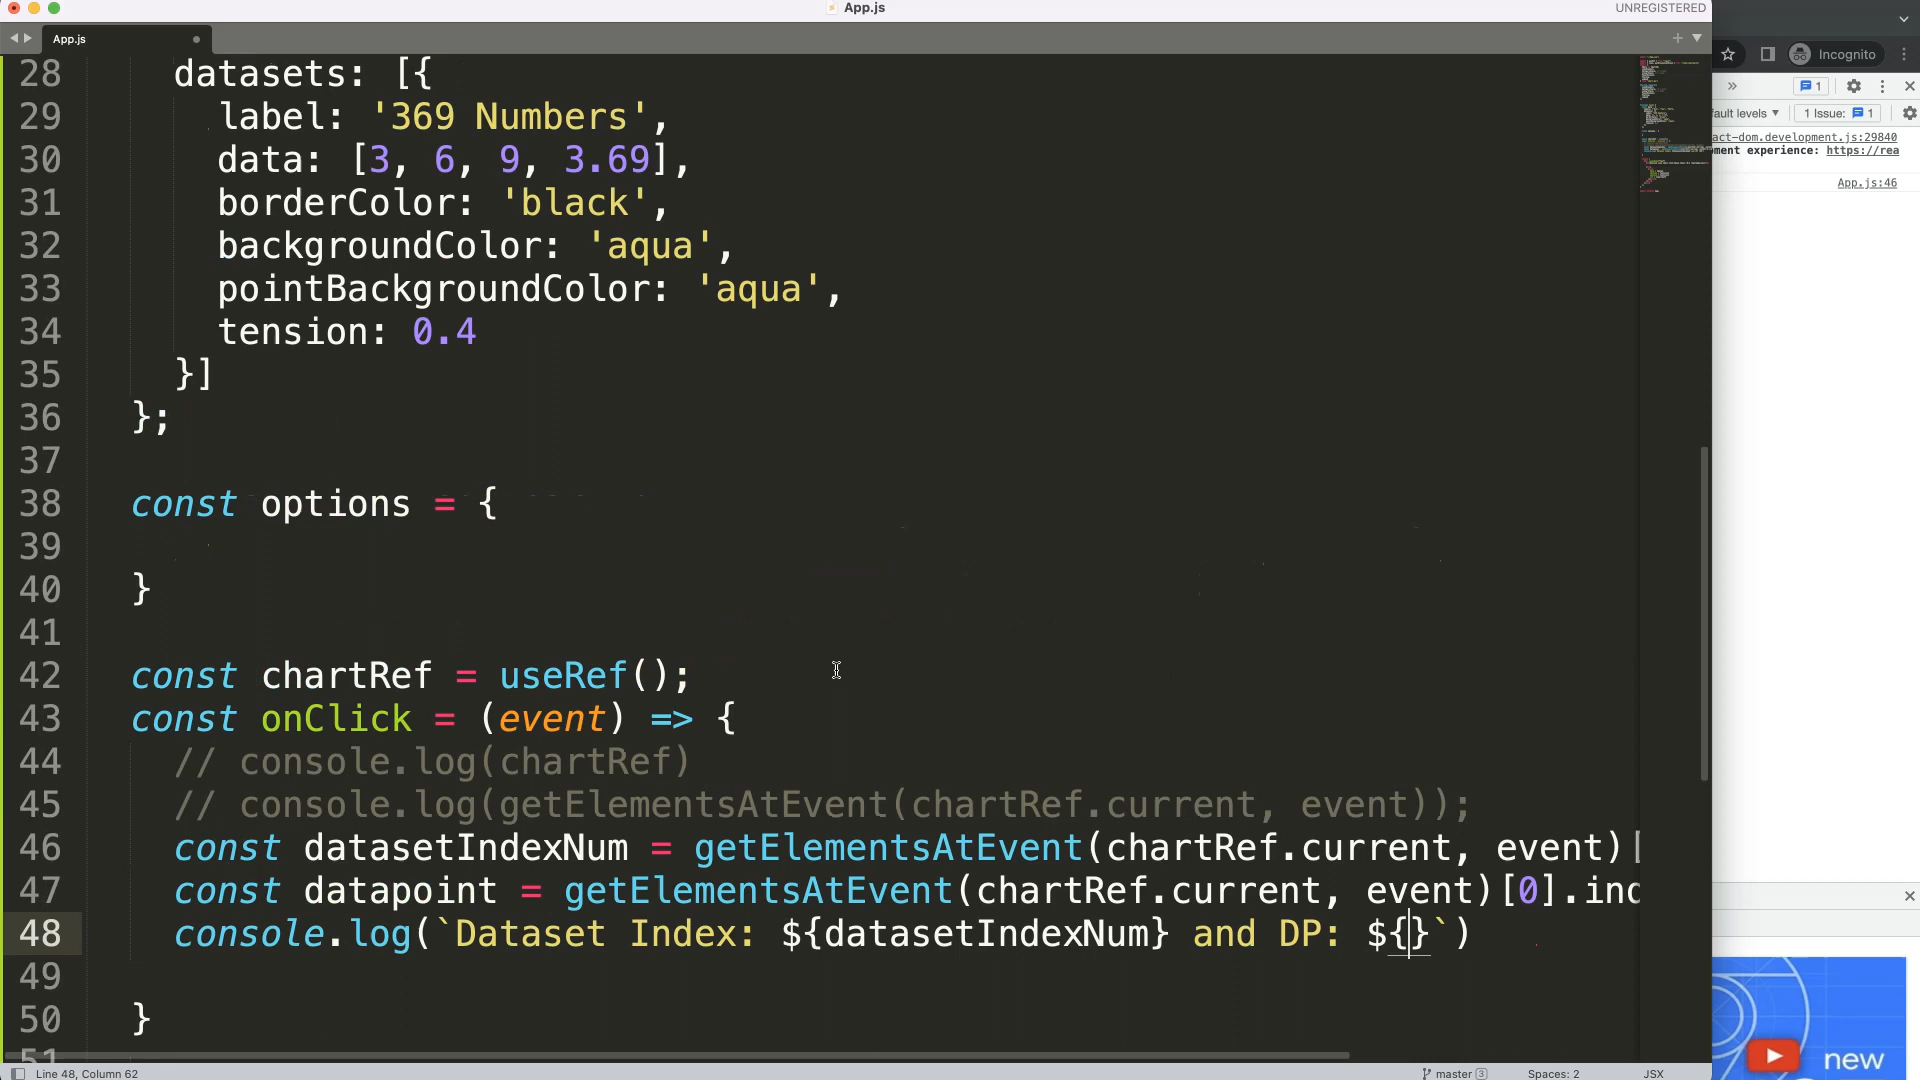 App.js
UNREGISTERED
App.js
Incognito
28 datasets: [{
29 label: '369 Numbers',
30 data: [3, 6, 9, 3.69],
31 borderColor: 'black',
32 backgroundColor: 'aqua',
33 pointBackgroundColor: 'aqua',
34 tension: 0.4
35 }]
36 };
37
38 const options = {
39
40 }
41
42 const chartRef = useRef();
43 const onClick = (event) => {
44 // console.log(chartRef)
45 // console.log(getElementsAtEvent(chartRef.current, event));
46 const datasetIndexNum = getElementsAtEvent(chartRef.current, event)[
47 const datapoint = getElementsAtEvent(chartRef.current, event)[0].ind
48 console.log(`Dataset Index: ${datasetIndexNum} and DP: ${}`)
49
50 }
51
1
fault levels 1 Issue: 1
act-dom.development.js:29840
ment experience: https://rea
App.js:46
new
Line 48, Column 62
master 3
Spaces: 2
JSX